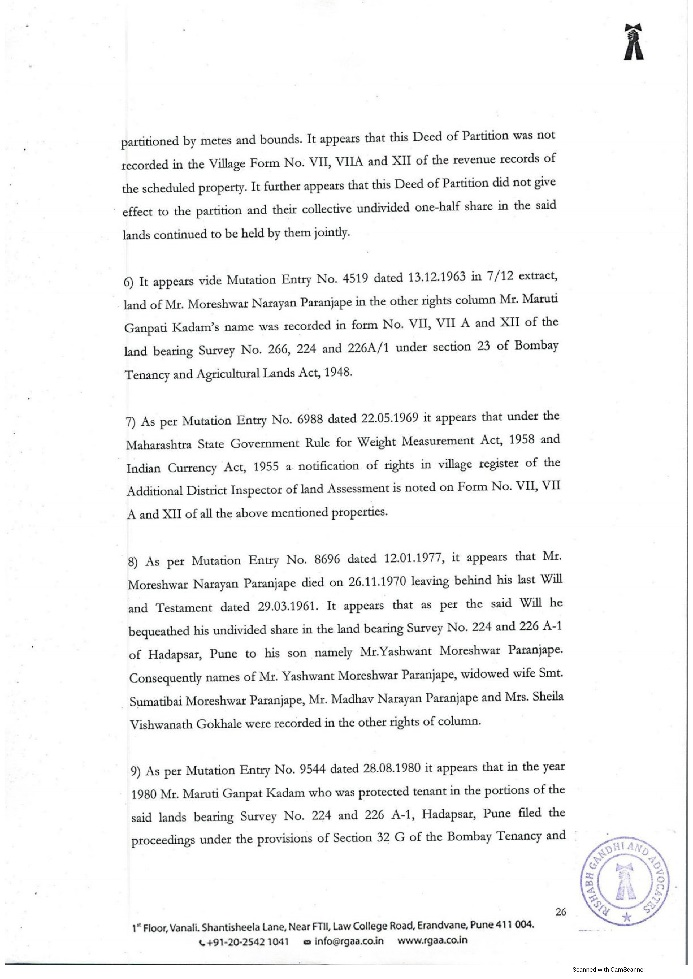 partitioned by metes and bounds. It appears that this Deed of Partition was not
recorded in the Village Form No. VII, VIIA and XII of the revenue records of
the scheduled property. It further appears that this Deed of Partition did not give
effect to the partition and their collective undivided one-half share in the said
lands continued to be held by them jointly.
6) It appears vide Mutation Entry No. 4519 dated 13.12.1963 in 7/12 extract,
land of Mr. Moreshwar Narayan Paranjape in the other rights column Mr. Maruti
Ganpati Kadam's name was recorded in form No. VII, VII A and XII of the
land bearing Survey No. 266, 224 and 226A/1 under section 23 of Bombay
Tenancy and Agricultural Lands Act, 1948.
7) As per Mutation Entry No. 6988 dated 22.05.1969 it appears that under the
Maharashtra State Government Rule for Weight Measurement Act, 1958 and
Indian Currency Act, 1955 a notification of rights in village register of the
Additional District Inspector of land Assessment is noted on Form No. VII, VII
A and XII of all the above mentioned properties.
8) As per Mutation Entry No. 8696 dated 12.01.1977, it appears that Mr.
Moreshwar Narayan Paranjape died on 26.11.1970 leaving behind his last Will
and Testament dated 29.03.1961. It appears that as per the said Will he
bequeathed his undivided share in the land bearing Survey No. 224 and 226 A-1
of Hadapsar, Pune to his son namely Mr.Yashwant Moreshwar Paranjape.
Consequently names of Mr. Yashwant Moreshwar Paranjape, widowed wife Smt.
Sumatibai Moreshwar Paranjape, Mr. Madhav Narayan Paranjape and Mrs. Sheila
Vishwanath Gokhale were recorded in the other rights of column.
9) As per Mutation Entry No. 9544 dated 28.08.1980 it appears that in the year
1980 Mr. Maruti Ganpat Kadam who was protected tenant in the portions of the
said lands bearing Survey No. 224 and 226 A-1, Hadapsar, Pune filed the
proceedings under the provisions of Section 32 G of the Bombay Tenancy and
RISHABH GANDHI AND ADVOCATES
26
1st Floor, Vanali. Shantisheela Lane, Near FTII, Law College Road, Erandvane, Pune 411 004.
+91-20-2542 1041 info@rgaa.co.in www.rgaa.co.in
Scanned with CamScanner